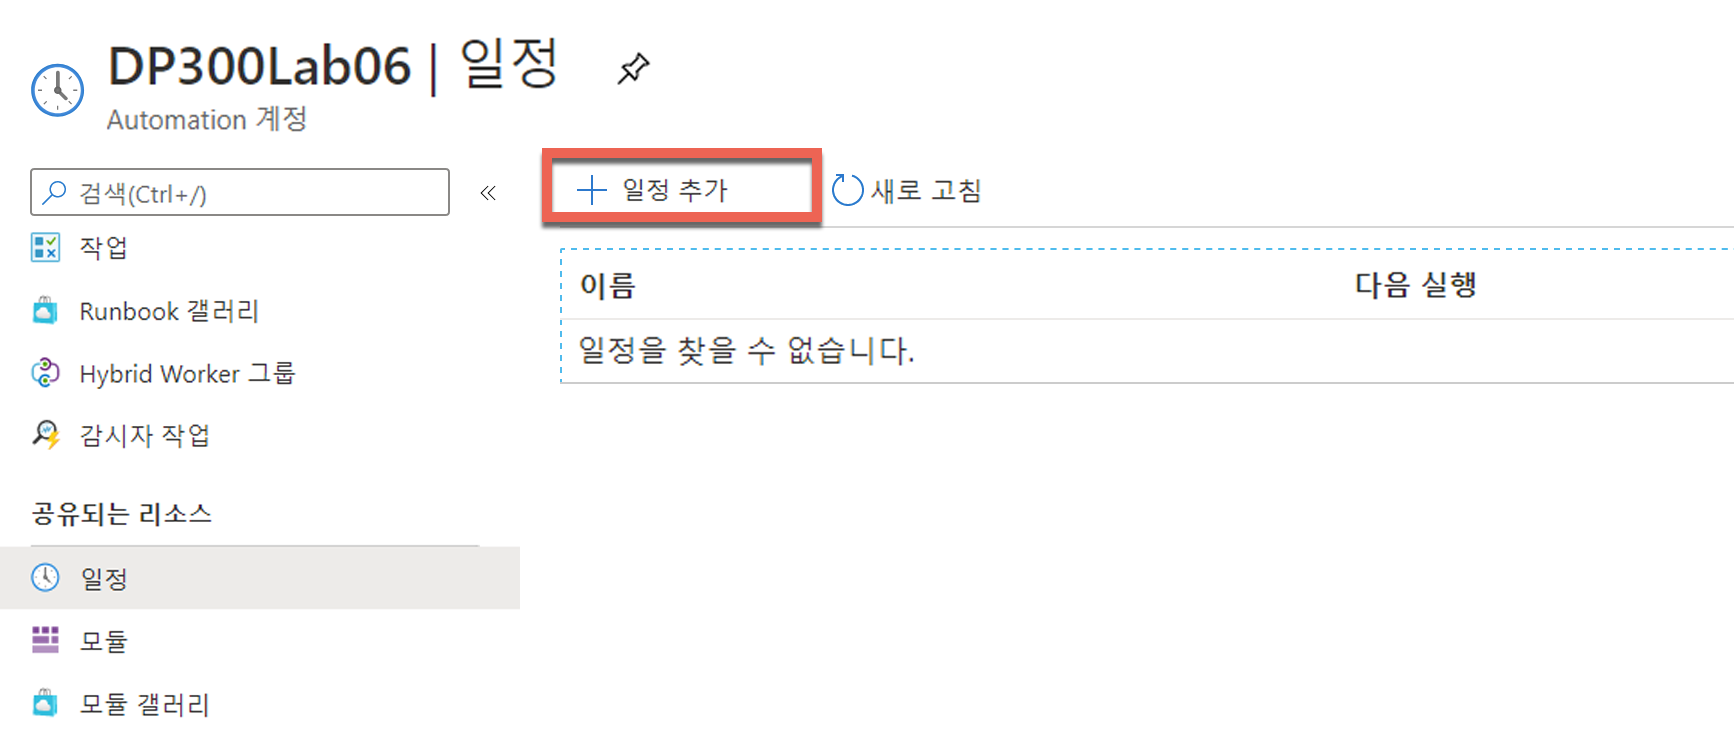 DP300Lab06 | 일정
Automation 계정
검색(Ctrl+/)
«
작업
Runbook 갤러리
Hybrid Worker 그룹
감시자 작업
공유되는 리소스
일정
모듈
모듈 갤러리
일정 추가
새로 고침
이름 다음 실행
일정을 찾을 수 없습니다.